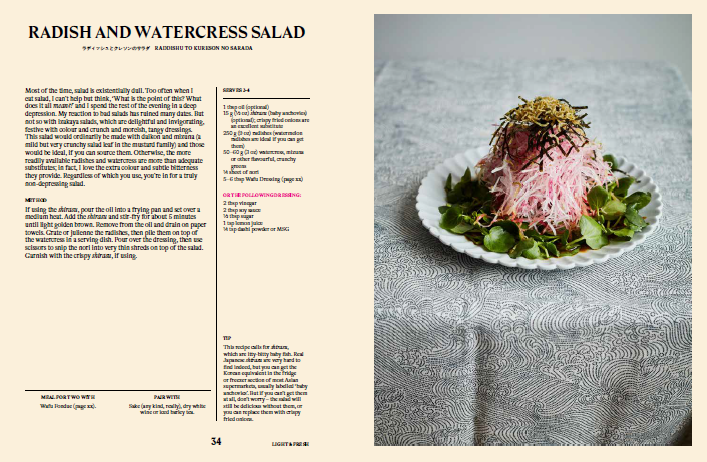 RADISH AND WATERCRESS SALAD
ラディッシュとクレソンのサラダ RADDISHU TO KURESON NO SARADA
Most of the time, salad is existentially dull. Too often when I
eat salad, I can't help but think, 'What is the point of this? What
does it all mean?' and I spend the rest of the evening in a deep
depression. My reaction to bad salads has ruined many dates. But
not so with izakaya salads, which are delightful and invigorating,
festive with colour and crunch and moreish, tangy dressings.
This salad would ordinarily be made with daikon and mizuna (a
mild but very crunchy salad leaf in the mustard family) and those
would be ideal, if you can source them. Otherwise, the more
readily available radishes and watercress are more than adequate
substitutes; in fact, I love the extra colour and subtle bitterness
they provide. Regardless of which you use, you're in for a truly
non-depressing salad.
METHOD
If using the shirasu, pour the oil into a frying pan and set over a
medium heat. Add the shirasu and stir-fry for about 5 minutes
until light golden brown. Remove from the oil and drain on paper
towels. Grate or julienne the radishes, then pile them on top of
the watercress in a serving dish. Pour over the dressing, then use
scissors to snip the nori into very thin shreds on top of the salad.
Garnish with the crispy shirasu, if using.
MEAL FOR TWO WITH
Wafu Fondue (page xx).
PAIR WITH
Sake (any kind, really), dry white
wine or iced barley tea.
SERVES 2–4
1 tbsp oil (optional)
15 g (½ oz) shirasu (baby anchovies)
(optional); crispy fried onions are
an excellent substitute
250 g (9 oz) radishes (watermelon
radishes are ideal if you can get
them)
50–60 g (2 oz) watercress, mizuna
or other flavourful, crunchy
greens
sheet of nori
5–6 tbsp Wafu Dressing (page xx)
OR THE FOLLOWING DRESSING:
2 tbsp vinegar
2 tbsp soy sauce
½ tbsp sugar
1 tsp lemon juice
¼ tsp dashi powder or MSG
TIP
This recipe calls for shirasu,
which are itty-bitty baby fish. Real
Japanese shirasu are very hard to
find indeed, but you can get the
Korean equivalent in the fridge
or freezer section of most Asian
supermarkets, usually labelled 'baby
anchovies'. But if you can't get them
at all, don't worry – the salad will
still be delicious without them, or
you can replace them with crispy
fried onions.
34
LIGHT & FRESH